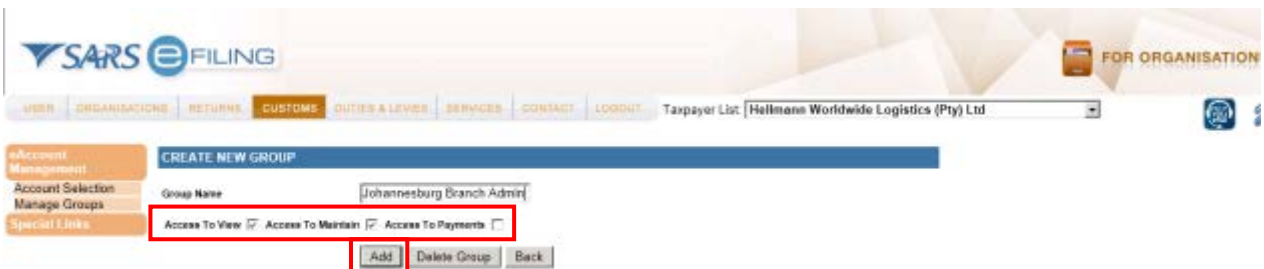 SARS eFILING
FOR ORGANISATION
USER ORGANISATIONS RETURNS CUSTOMS DUTIES & LEVIES SERVICES CONTACT LOGOUT Taxpayer List: Hellmann Worldwide Logistics (Pty) Ltd
eAccount
Management
CREATE NEW GROUP
Account Selection
Manage Groups
Group Name Johannesburg Branch Admin
Special Links
Access To View Access To Maintain Access To Payments
Add Delete Group Back